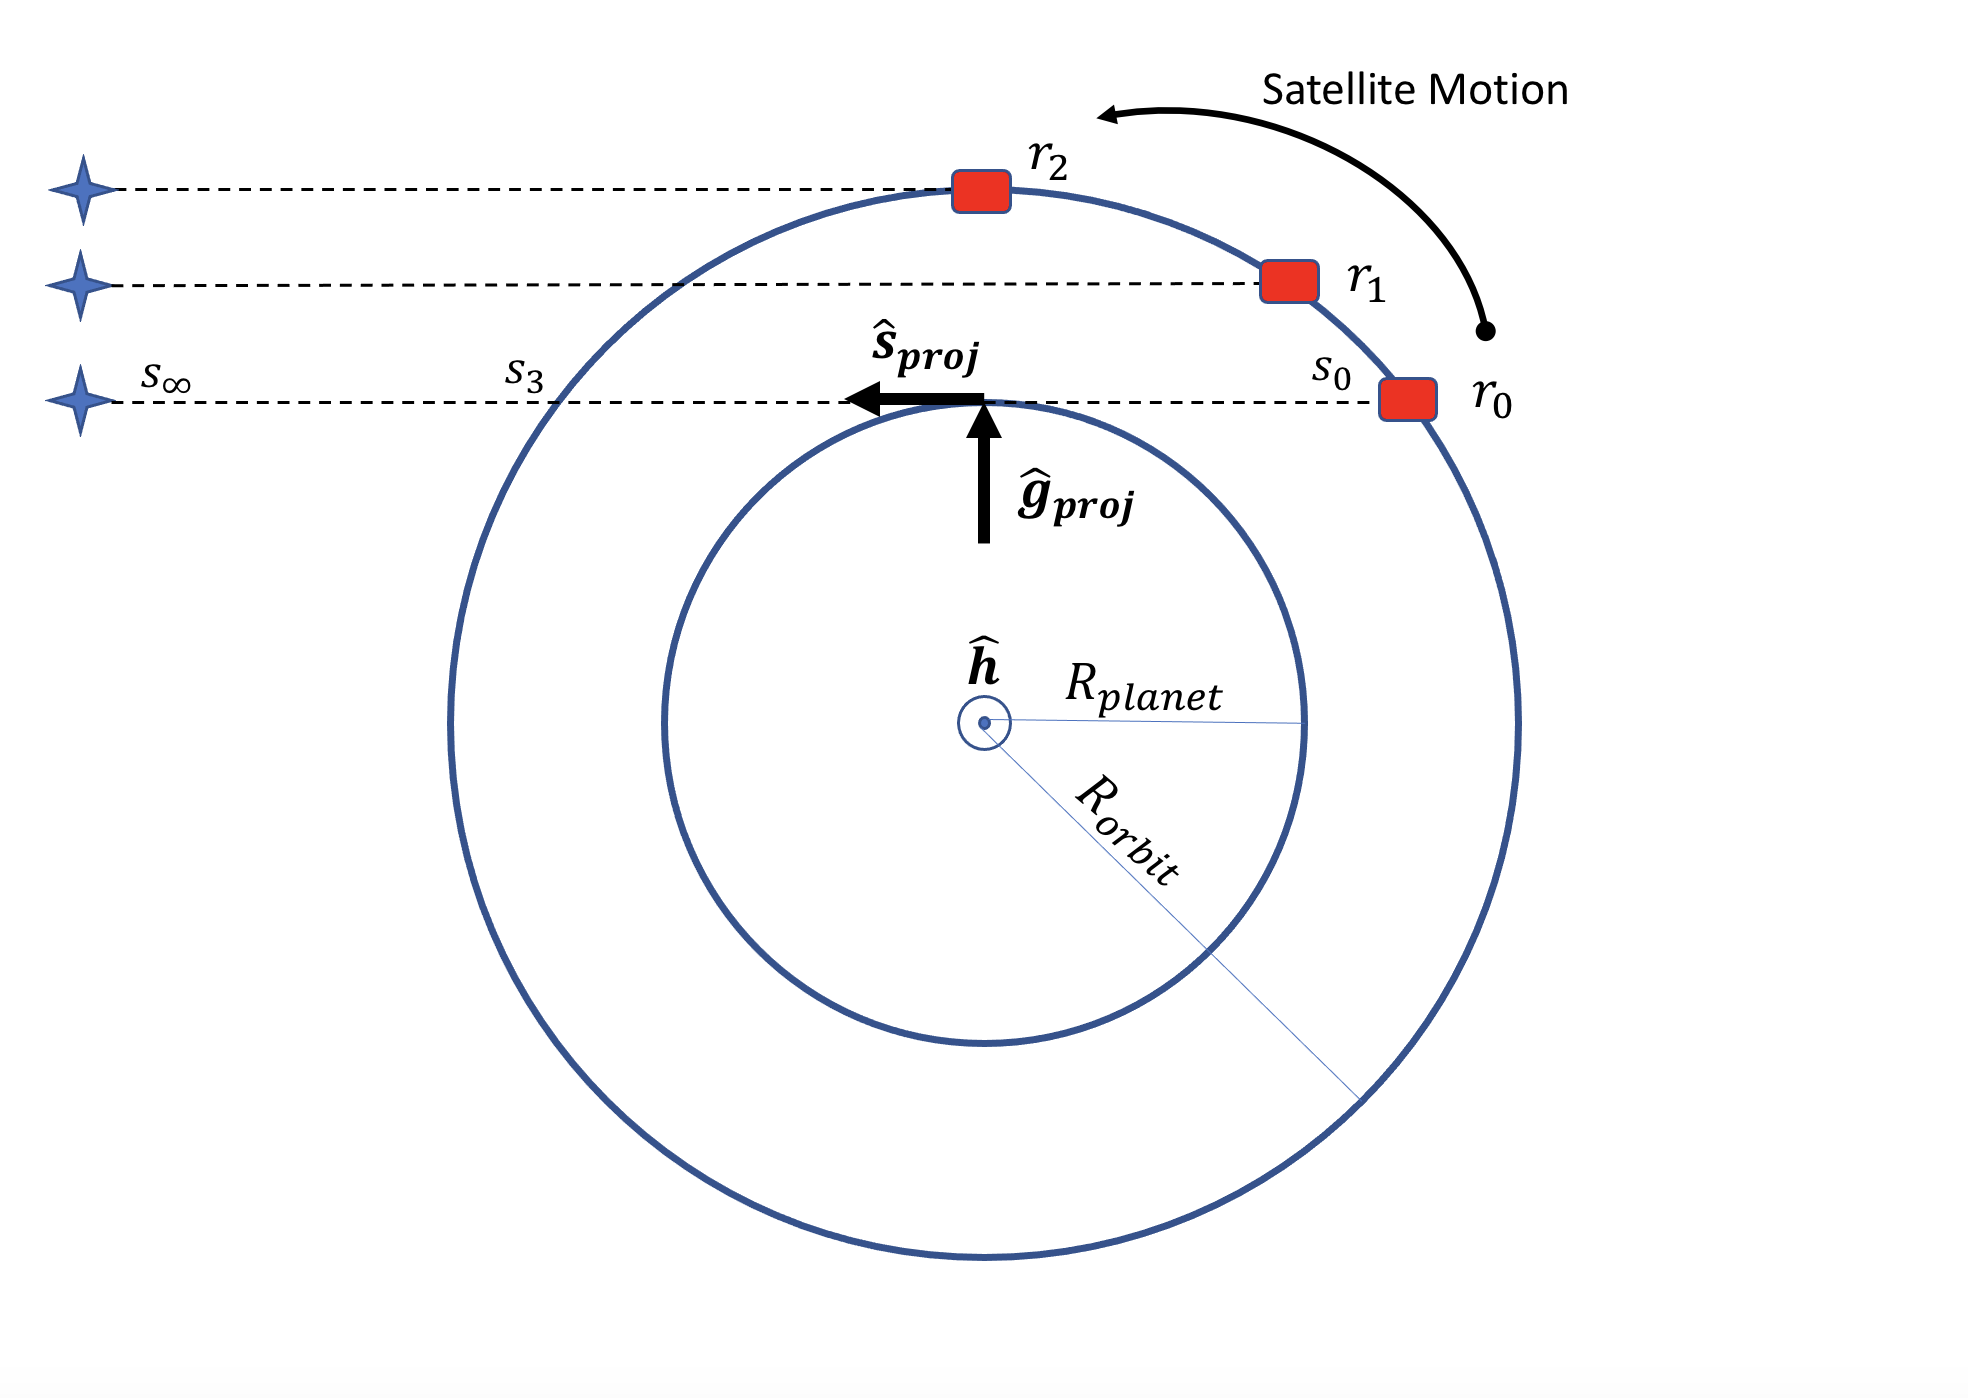 Satellite Motion
r₂
r₁
ŝ_proj
s_∞
s₃
s₀
r₀
ĝ_proj
ĥ
R_planet
R_orbit